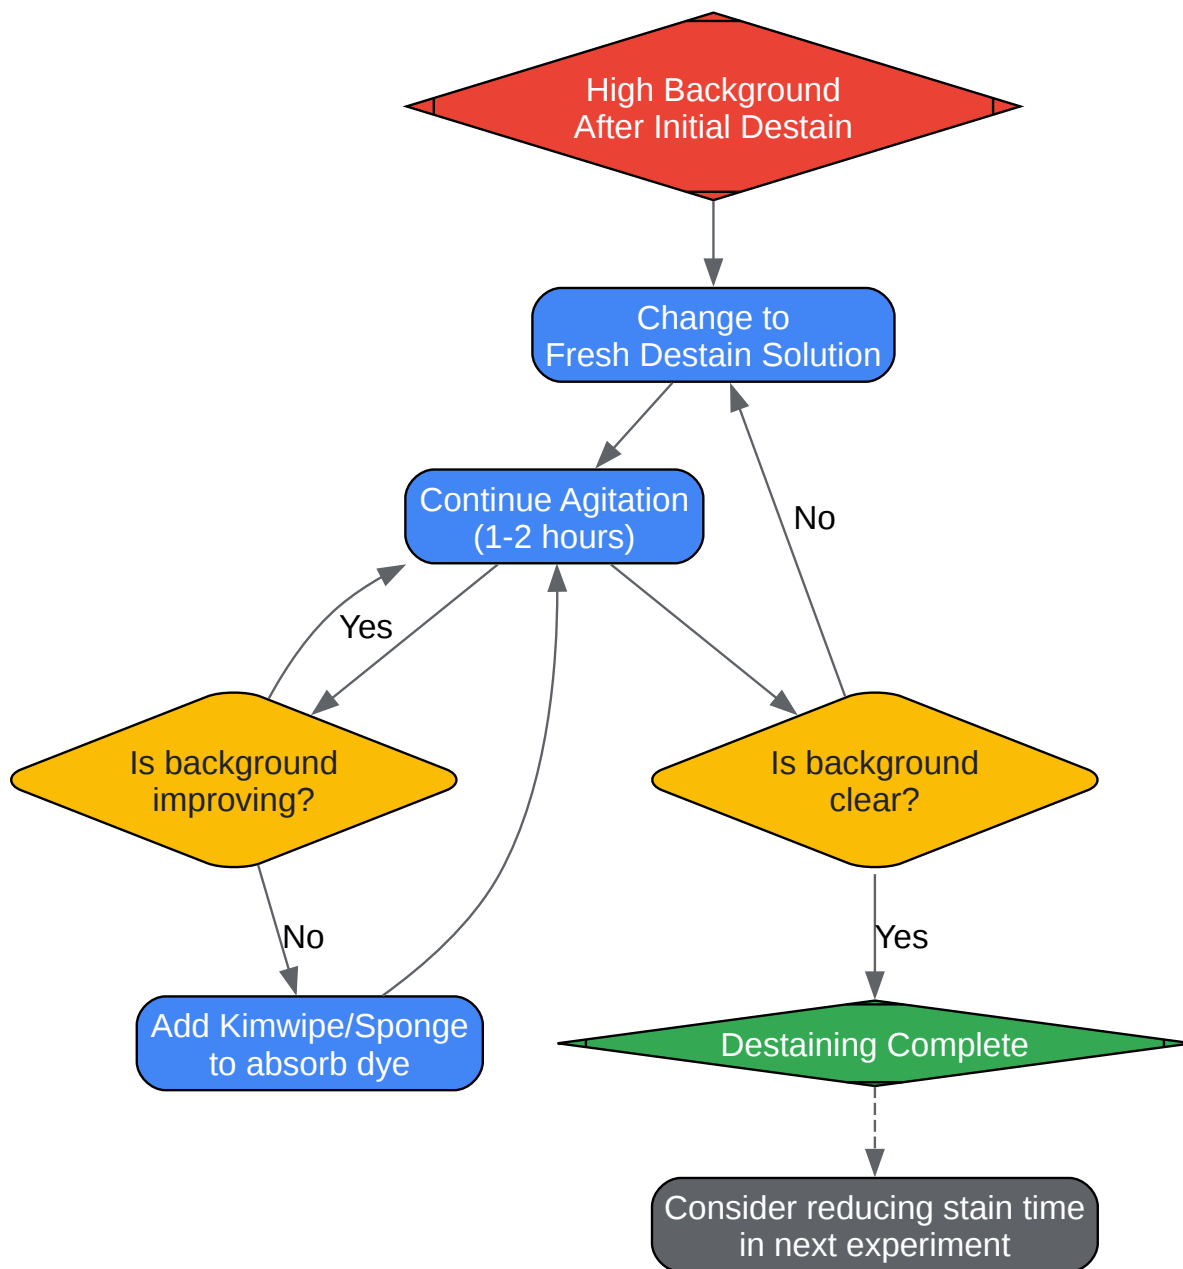 High Background
After Initial Destain
Change to
Fresh Destain Solution
Continue Agitation
(1-2 hours)
No
Yes
Is background
improving?
Is background
clear?
No
Yes
Add Kimwipe/Sponge
to absorb dye
Destaining Complete
Consider reducing stain time
in next experiment